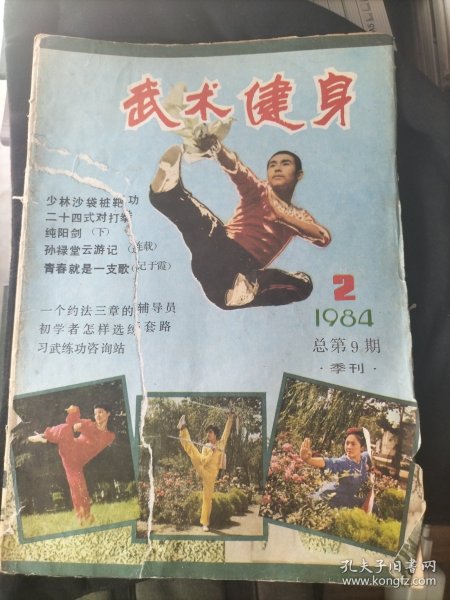 武术健身
少林沙袋桩靶功
二十四式对打拳
纯阳剑（下）
孙禄堂云游记（连载）
青春就是一支歌（记于霞）
一个约法三章的辅导员
初学者怎样选练套路
习武练功咨询站
2
1984
总第9期
·季刊·
孔夫子旧书网
www.kongfz.com